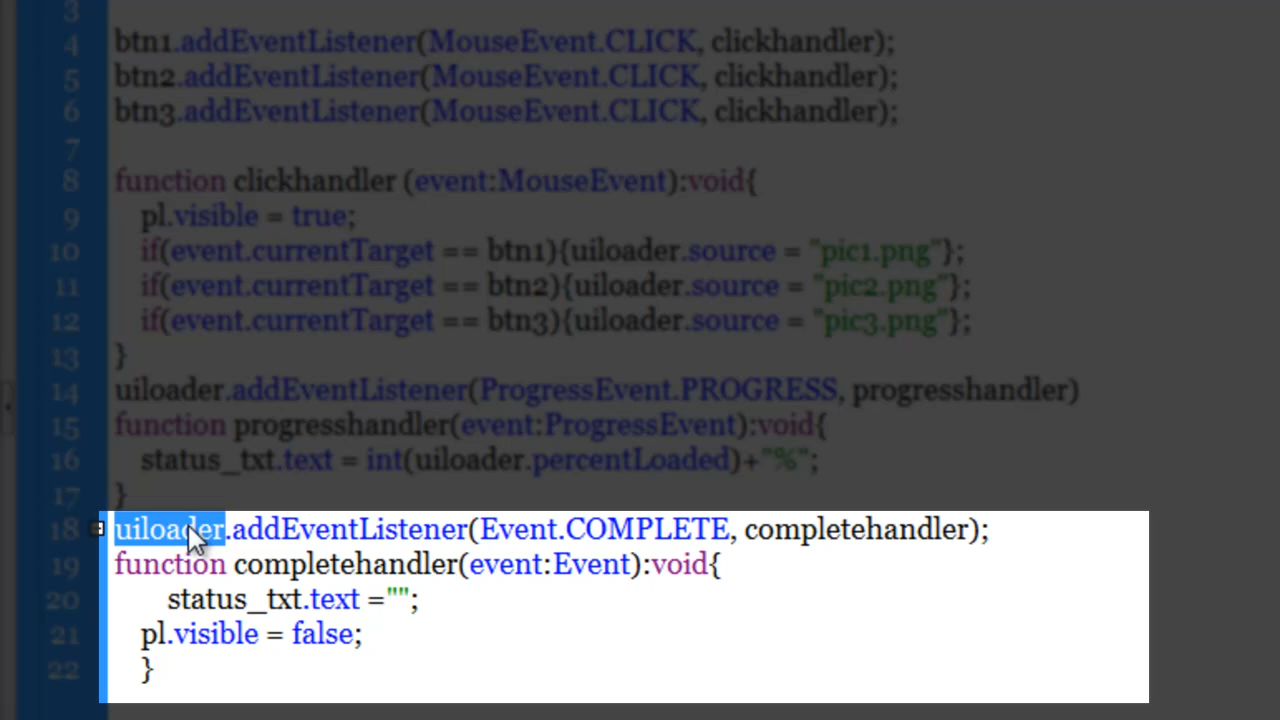 3
4 btn1.addEventListener(MouseEvent.CLICK, clickhandler);
5 btn2.addEventListener(MouseEvent.CLICK, clickhandler);
6 btn3.addEventListener(MouseEvent.CLICK, clickhandler);
7
8 function clickhandler (event:MouseEvent):void{
9 pl.visible = true;
10 if(event.currentTarget == btn1){uiloader.source = "pic1.png"};
11 if(event.currentTarget == btn2){uiloader.source = "pic2.png"};
12 if(event.currentTarget == btn3){uiloader.source = "pic3.png"};
13 }
14 uiloader.addEventListener(ProgressEvent.PROGRESS, progresshandler)
15 function progresshandler(event:ProgressEvent):void{
16 status_txt.text = int(uiloader.percentLoaded)+"%";
17 }
18 uiloader.addEventListener(Event.COMPLETE, completehandler);
19 function completehandler(event:Event):void{
20 status_txt.text ="";
21 pl.visible = false;
22 }